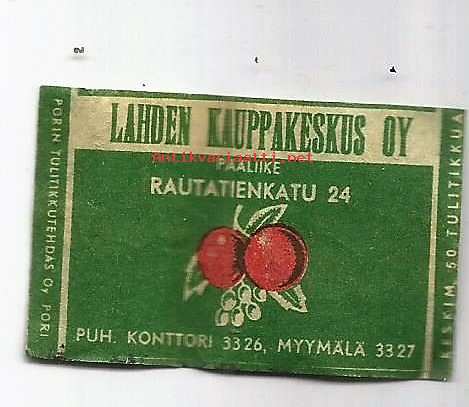 LAHDEN KAUPPAKESKUS OY
Antikvariaatti.net
PÄÄLIIKE
RAUTATIENKATU 24
PUH. KONTTORI 3326, MYYMÄLÄ 3327
PORIN TULITIKKUTEHDAS OY PORI
KESKIM. 50 TULITIKKUA